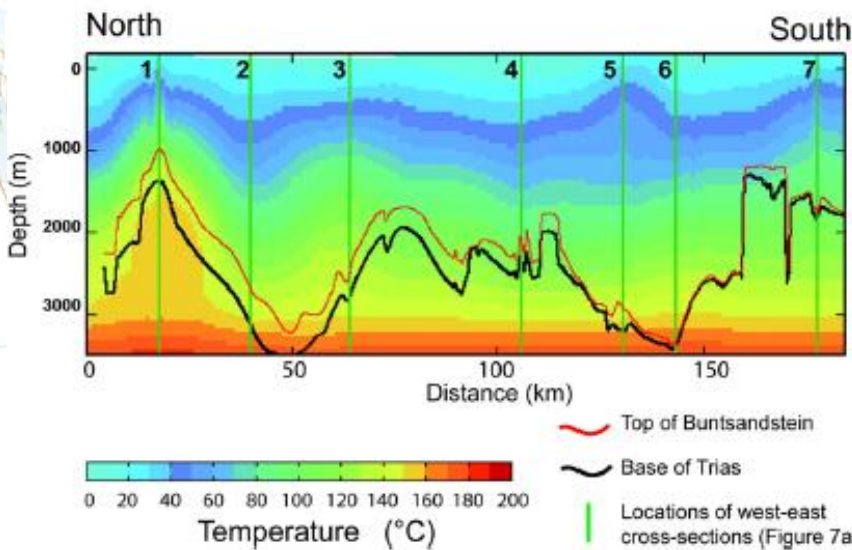 North South
1 2 3 4 5 6 7
0
1000
2000
3000
Depth (m)
0 50 100 150
Distance (km)
Top of Buntsandstein
Base of Trias
Locations of west-east
cross-sections (Figure 7a
0 20 40 60 80 100 120 140 160 180 200
Temperature (°C)